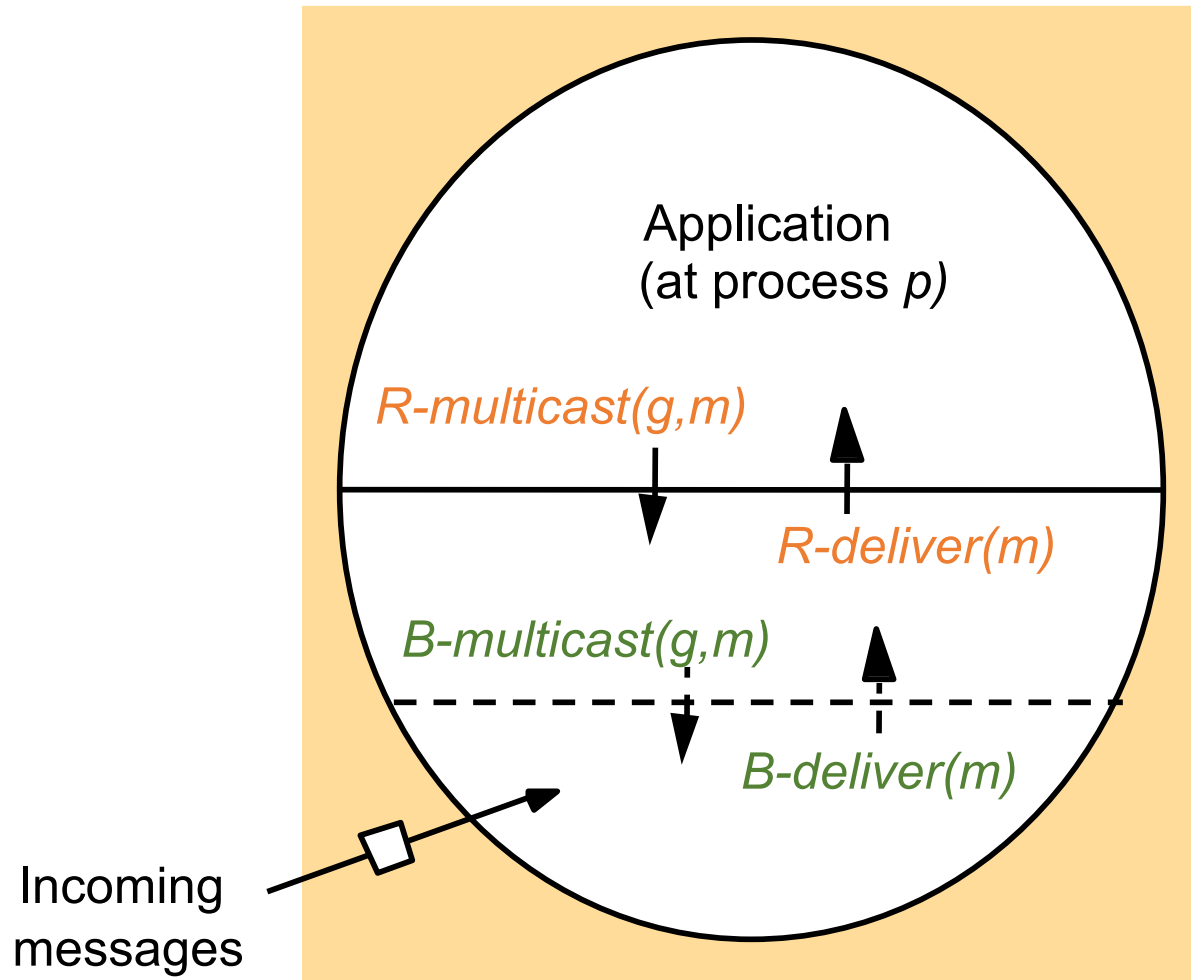 Application
(at process p)
R-multicast(g,m)
R-deliver(m)
B-multicast(g,m)
B-deliver(m)
Incoming
messages